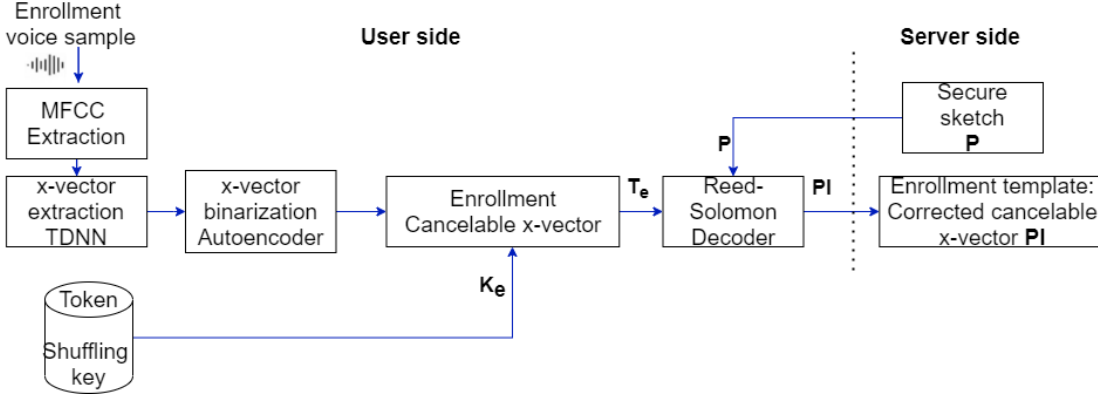 Enrollment
voice sample
User side
Server side
MFCC
Extraction
Secure
sketch
P
P
x-vector
extraction
TDNN
x-vector
binarization
Autoencoder
Enrollment
Cancelable x-vector
Te
Reed-
Solomon
Decoder
PI
Enrollment template:
Corrected cancelable
x-vector PI
Ke
Token
Shuffling
key